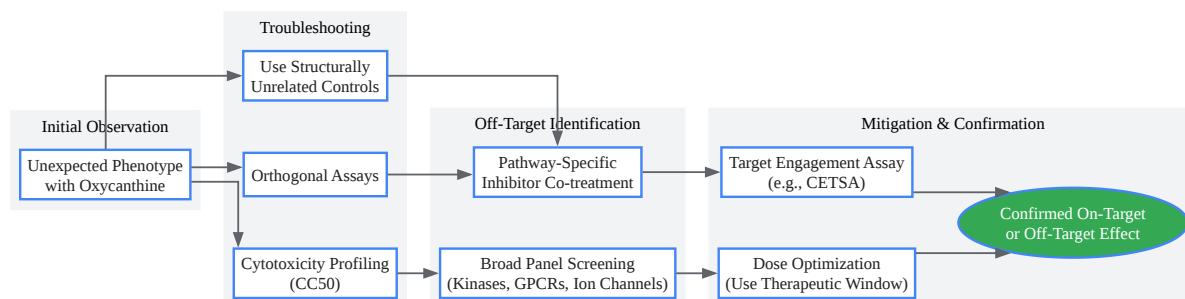 Troubleshooting
Use Structurally
Unrelated Controls
Initial Observation
Unexpected Phenotype
with Oxycanthine
Orthogonal Assays
Cytotoxicity Profiling
(CC50)
Off-Target Identification
Pathway-Specific
Inhibitor Co-treatment
Broad Panel Screening
(Kinases, GPCRs, Ion Channels)
Mitigation & Confirmation
Target Engagement Assay
(e.g., CETSA)
Dose Optimization
(Use Therapeutic Window)
Confirmed On-Target
or Off-Target Effect